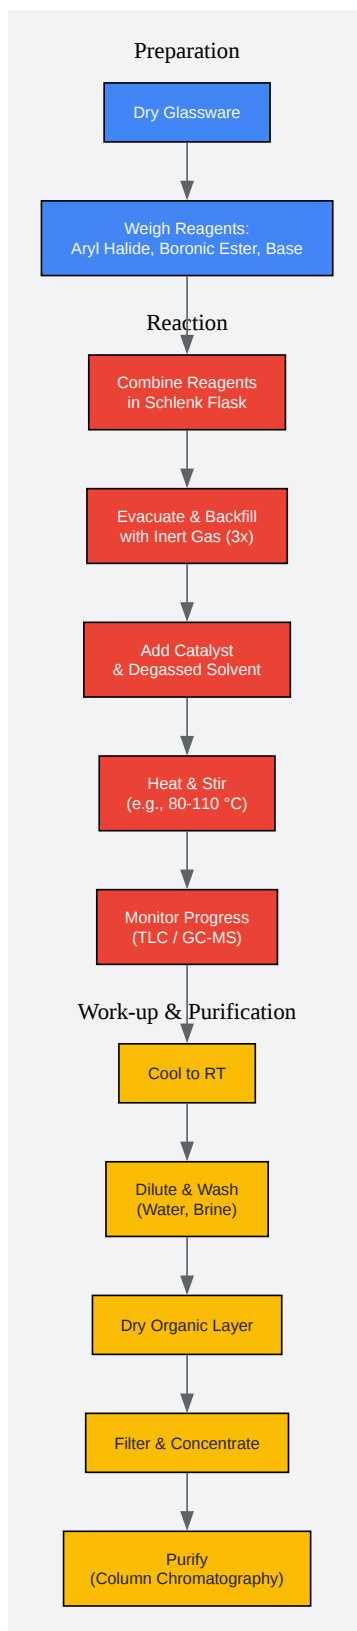 Preparation
Dry Glassware
Weigh Reagents:
Aryl Halide, Boronic Ester, Base
Reaction
Combine Reagents
in Schlenk Flask
Evacuate & Backfill
with Inert Gas (3x)
Add Catalyst
& Degassed Solvent
Heat & Stir
(e.g., 80-110 °C)
Monitor Progress
(TLC / GC-MS)
Work-up & Purification
Cool to RT
Dilute & Wash
(Water, Brine)
Dry Organic Layer
Filter & Concentrate
Purify
(Column Chromatography)